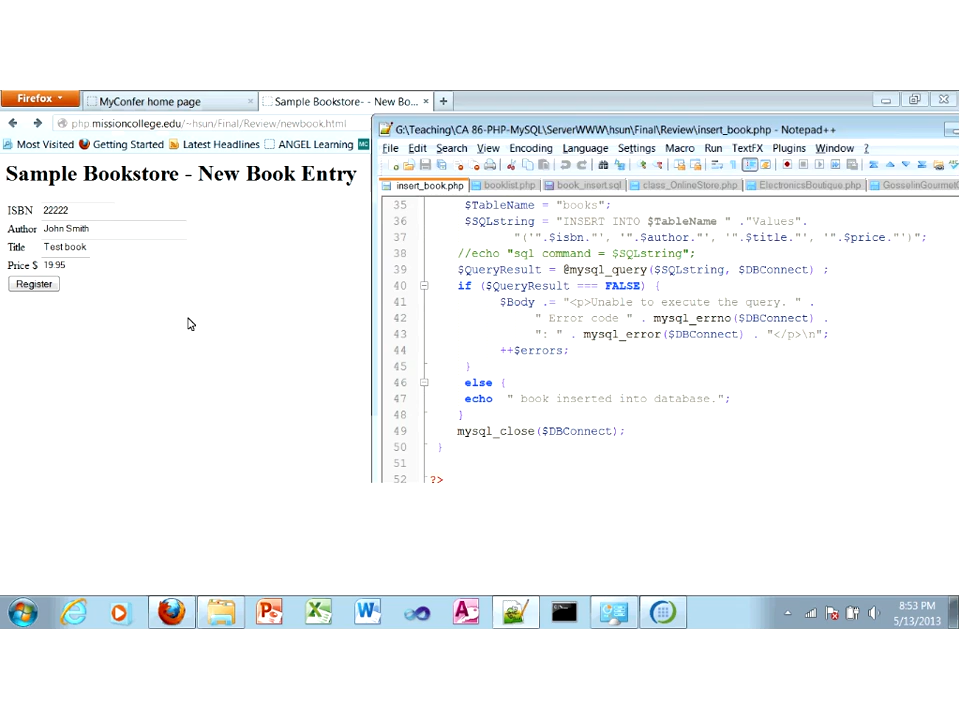 Firefox
MyConfer home page
Sample Bookstore- - New Bo...
php.missioncollege.edu/~hsun/Final/Review/newbook.html
Most Visited
Getting Started
Latest Headlines
ANGEL Learning
MC
Sample Bookstore - New Book Entry
ISBN 22222
Author John Smith
Title Test book
Price $ 19.95
Register
G:\Teaching\CA 86-PHP-MySQL\ServerWWW\hsun\Final\Review\insert_book.php - Notepad++
File Edit Search View Encoding Language Settings Macro Run TextFX Plugins Window ?
insert_book.php booklist.php book_insert.sql class_OnlineStore.php ElectronicsBoutique.php GosselinGourmetC
35 $TableName = "books";
36 $SQLstring = "INSERT INTO $TableName " ."Values".
37 "('".$isbn."', '".$author."', '".$title."', '".$price."')";
38 //echo "sql command = $SQLstring";
39 $QueryResult = @mysql_query($SQLstring, $DBConnect) ;
40 if ($QueryResult === FALSE) {
41 $Body .= "<p>Unable to execute the query. " .
42 " Error code " . mysql_errno($DBConnect) .
43 ": " . mysql_error($DBConnect) . "</p>\n";
44 ++$errors;
45 }
46 else {
47 echo " book inserted into database.";
48 }
49 mysql_close($DBConnect);
50 }
51
52 ?>
8:53 PM
5/13/2013